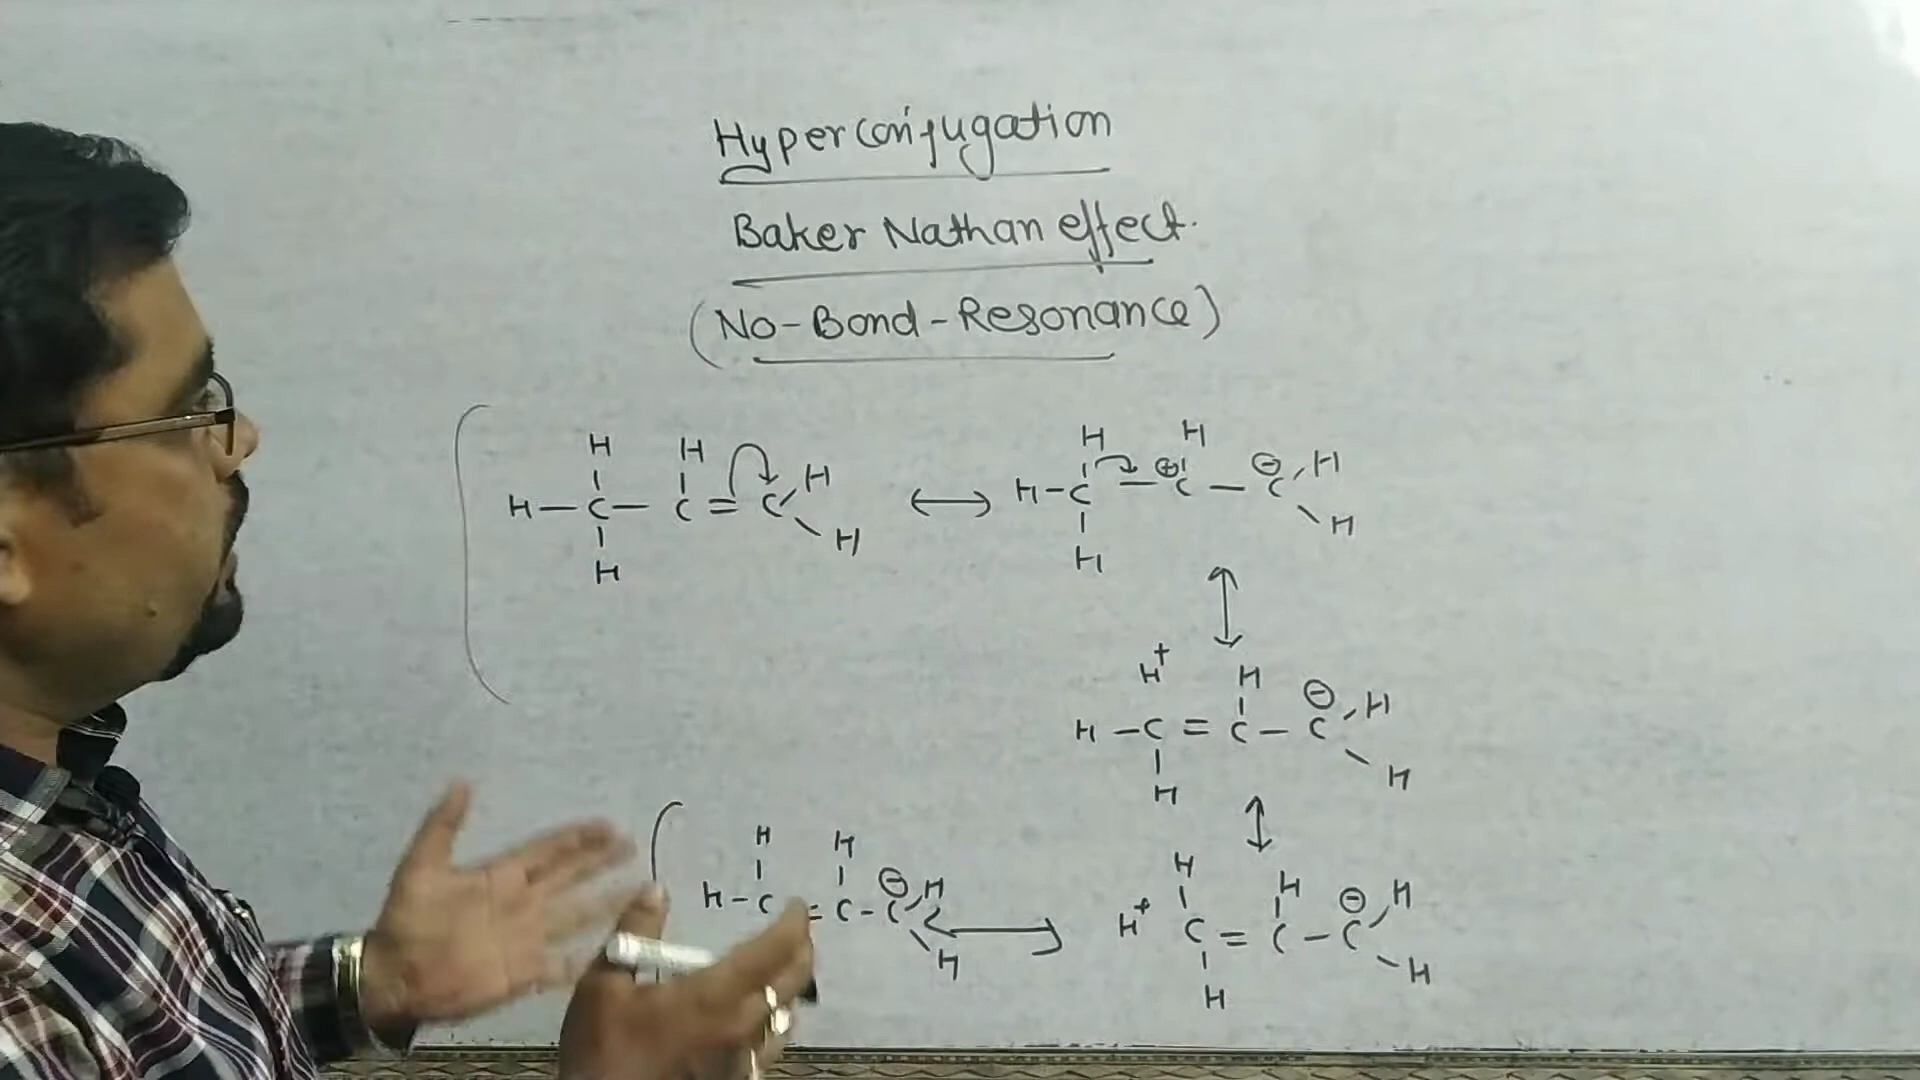 Hyperconjugation
Baker Nathan effect.
(No-Bond-Resonance)
H H H H
H-C-C=C H ⟷ H-C-C⊕-C⊖ H
H H H H
H⁺ H ⊖ H
H-C=C-C
H H
H H ⊖ H ⟷ H H ⊖ H
H-C=C-C H⁺ C=C-C
H H H